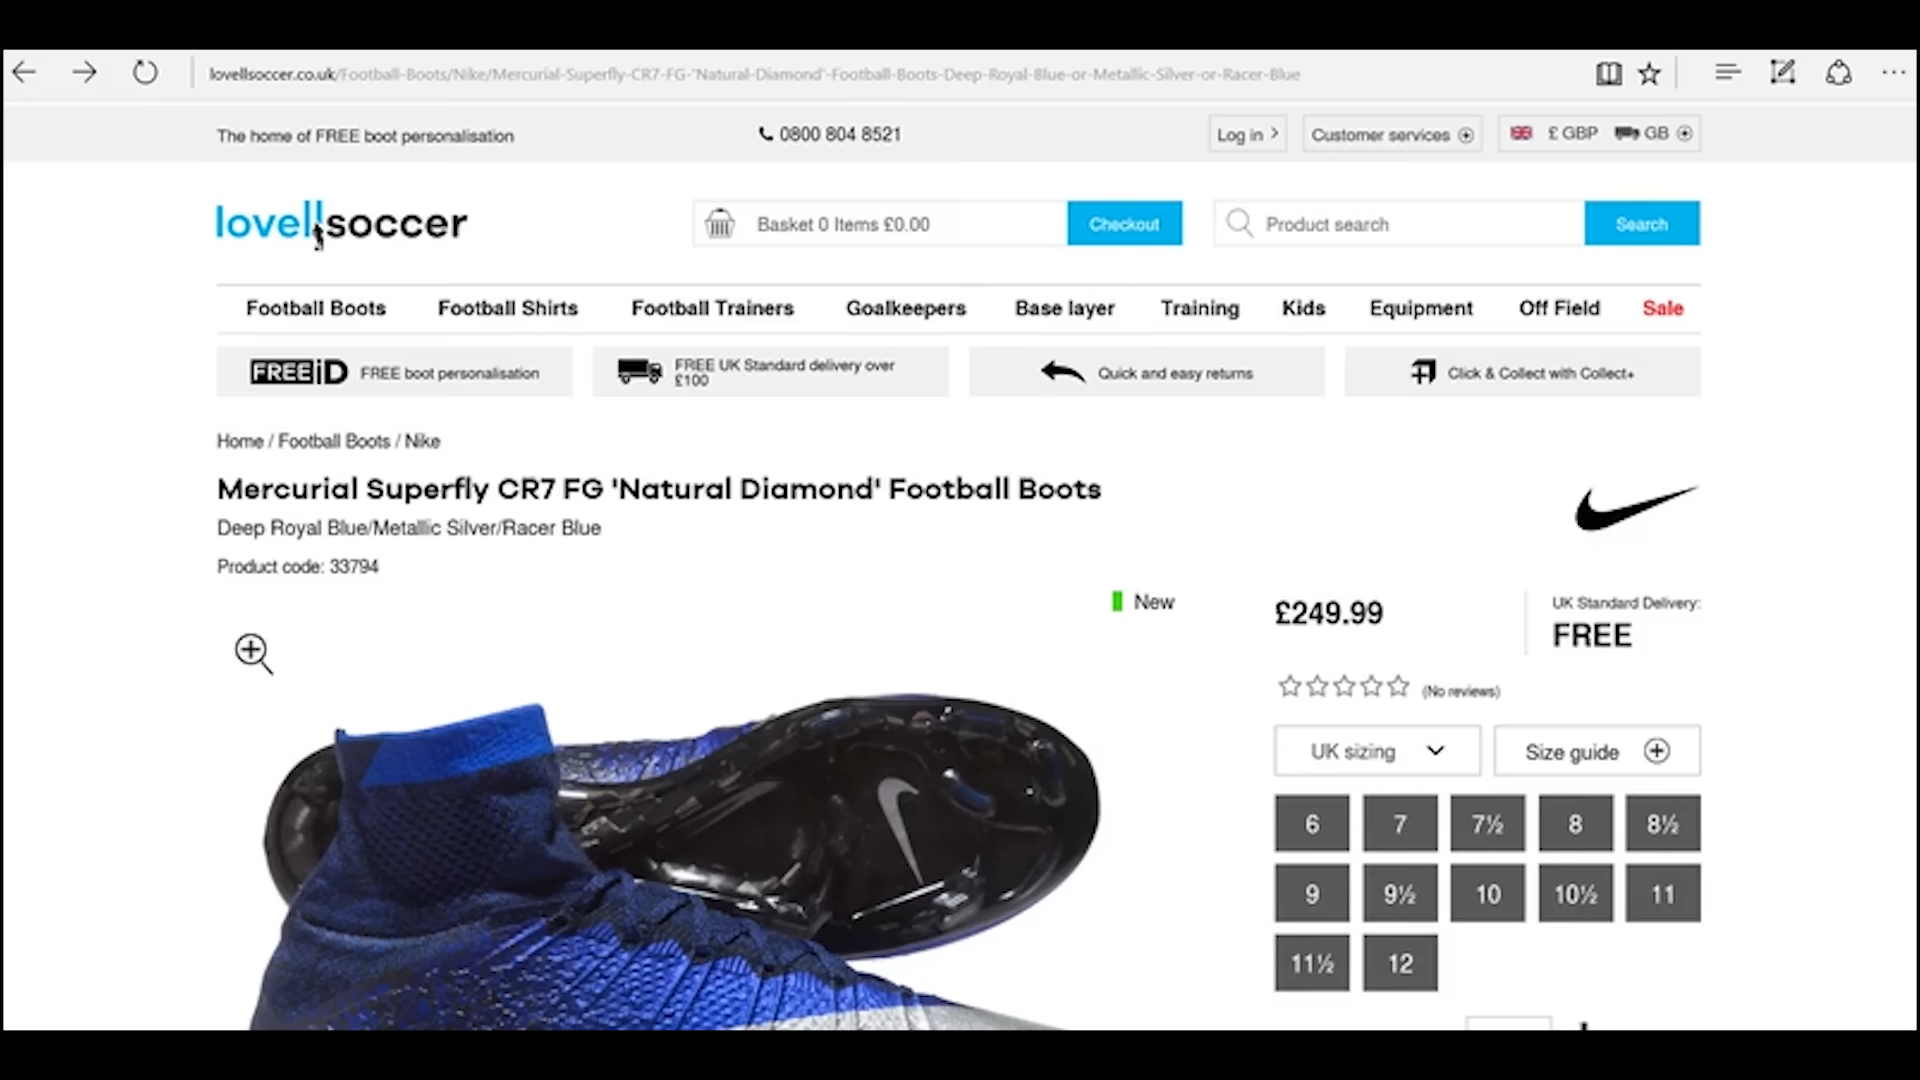 lovellsoccer.co.uk/Football-Boots/Nike/Mercurial-Superfly-CR7-FG-'Natural-Diamond'-Football-Boots-Deep-Royal-Blue-or-Metallic-Silver-or-Racer-Blue
The home of FREE boot personalisation
0800 804 8521
Log in
Customer services
£ GBP
GB
lovellsoccer
Basket 0 Items £0.00
Checkout
Product search
Search
Football Boots
Football Shirts
Football Trainers
Goalkeepers
Base layer
Training
Kids
Equipment
Off Field
Sale
FREE iD FREE boot personalisation
FREE UK Standard delivery over
£100
Quick and easy returns
Click & Collect with Collect+
Home / Football Boots / Nike
Mercurial Superfly CR7 FG 'Natural Diamond' Football Boots
Deep Royal Blue/Metallic Silver/Racer Blue
Product code: 33794
New
£249.99
UK Standard Delivery:
FREE
(No reviews)
UK sizing
Size guide
6
7
7½
8
8½
9
9½
10
10½
11
11½
12